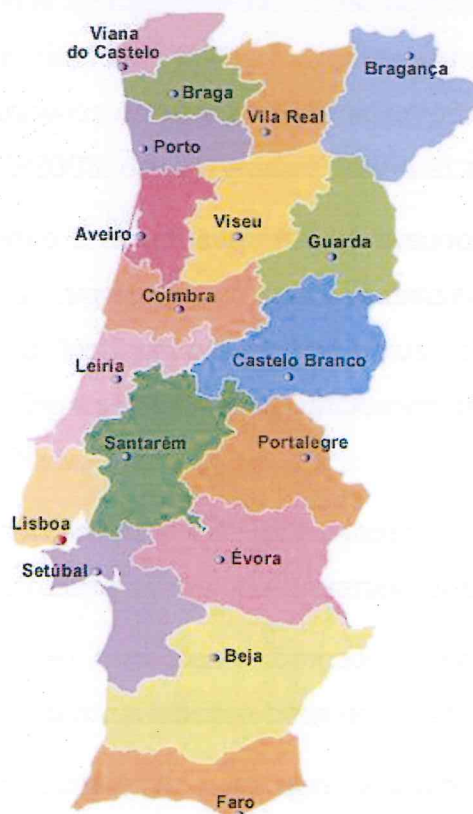 Viana
do Castelo
Bragança
Braga
Vila Real
Porto
Aveiro
Viseu
Guarda
Coimbra
Leiria
Castelo Branco
Santarém
Portalegre
Lisboa
Setúbal
Évora
Beja
Faro